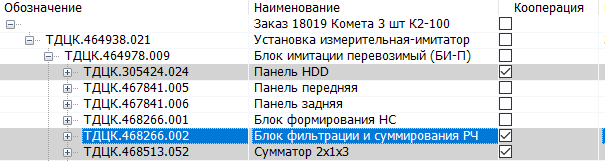 Обозначение Наименование Кооперация
Заказ 18019 Комета 3 шт К2-100
ТДЦК.464938.021 Установка измерительная-имитатор
ТДЦК.464978.009 Блок имитации перевозимый (БИ-П)
ТДЦК.305424.024 Панель HDD
ТДЦК.467841.005 Панель передняя
ТДЦК.467841.006 Панель задняя
ТДЦК.468266.001 Блок формирования НС
ТДЦК.468266.002 Блок фильтрации и суммирования РЧ
ТДЦК.468513.052 Сумматор 2х1х3